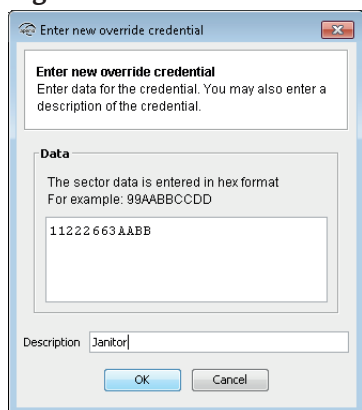 Enter new override credential
Enter new override credential
Enter data for the credential. You may also enter a
description of the credential.
Data
The sector data is entered in hex format
For example: 99AABBCCDD
11222663AABB
Description Janitor
OK Cancel